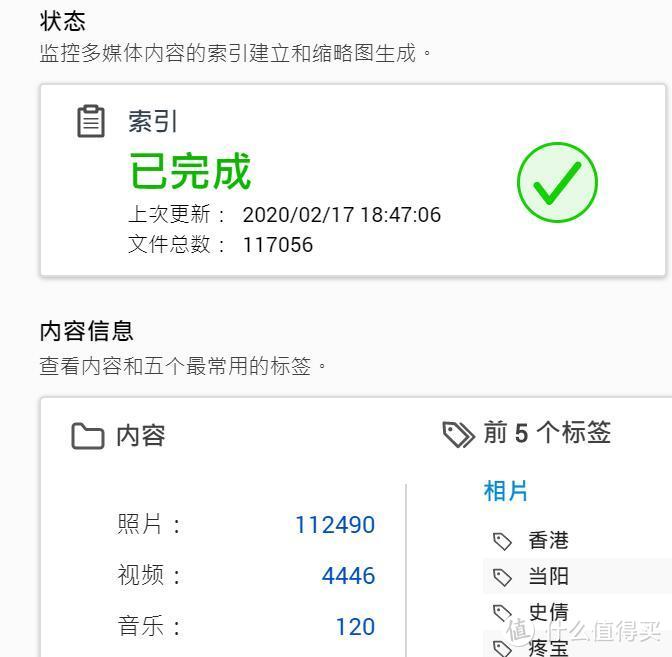 状态
监控多媒体内容的索引建立和缩略图生成。
索引
已完成
上次更新： 2020/02/17 18:47:06
文件总数： 117056
内容信息
查看内容和五个最常用的标签。
内容
照片： 112490
视频： 4446
音乐： 120
前 5 个标签
相片
香港
当阳
史倩
疼宝
值 什么值得买